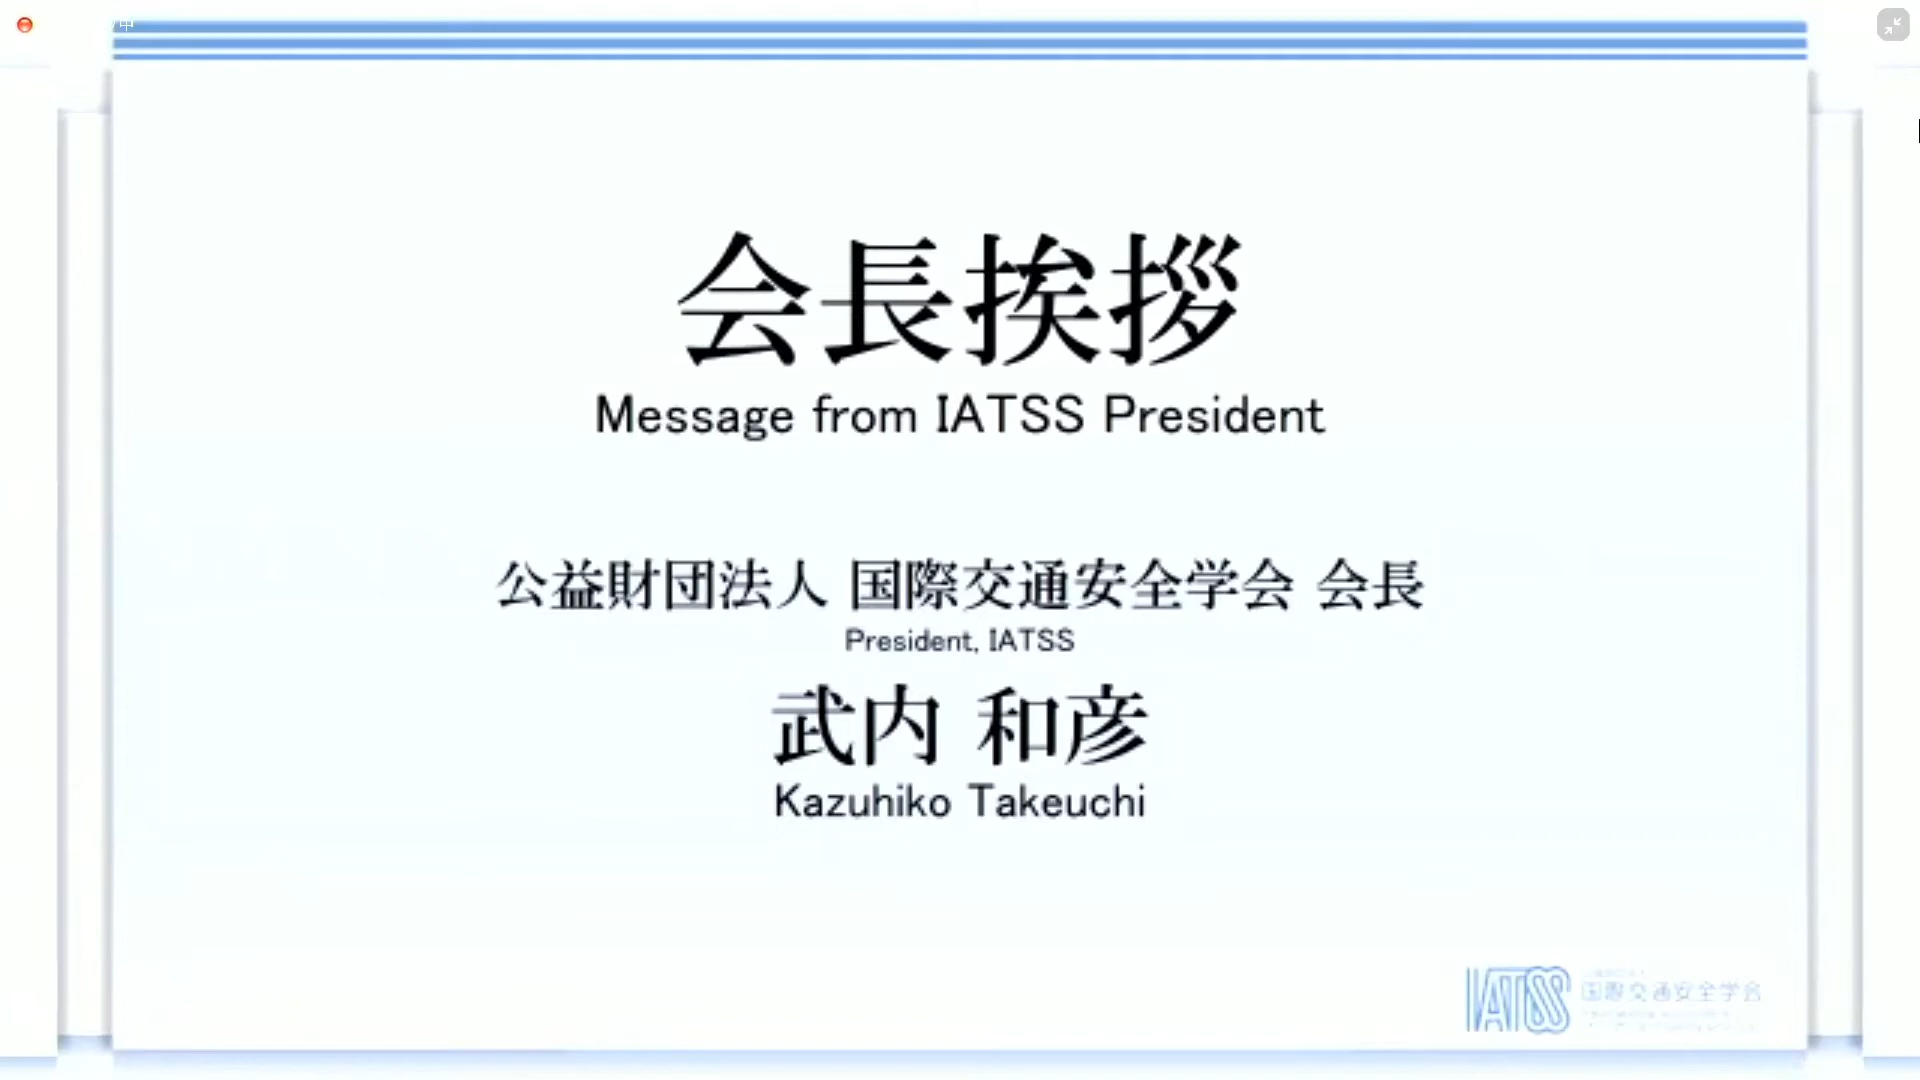 中
会長挨拶
Message from IATSS President
公益財団法人 国際交通安全学会 会長
President, IATSS
武内 和彦
Kazuhiko Takeuchi
IATSS 国際交通安全学会